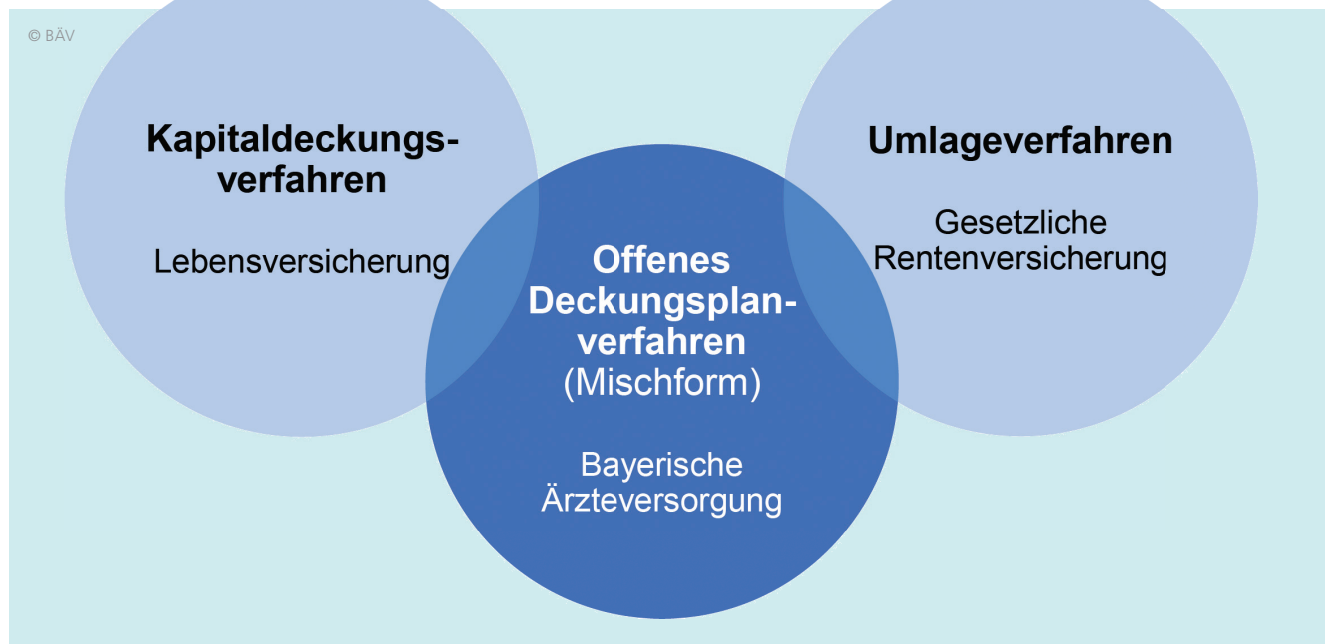 © BÄV
Kapitaldeckungs-
verfahren
Lebensversicherung
Umlageverfahren
Gesetzliche
Rentenversicherung
Offenes
Deckungsplan-
verfahren
(Mischform)
Bayerische
Ärzteversorgung